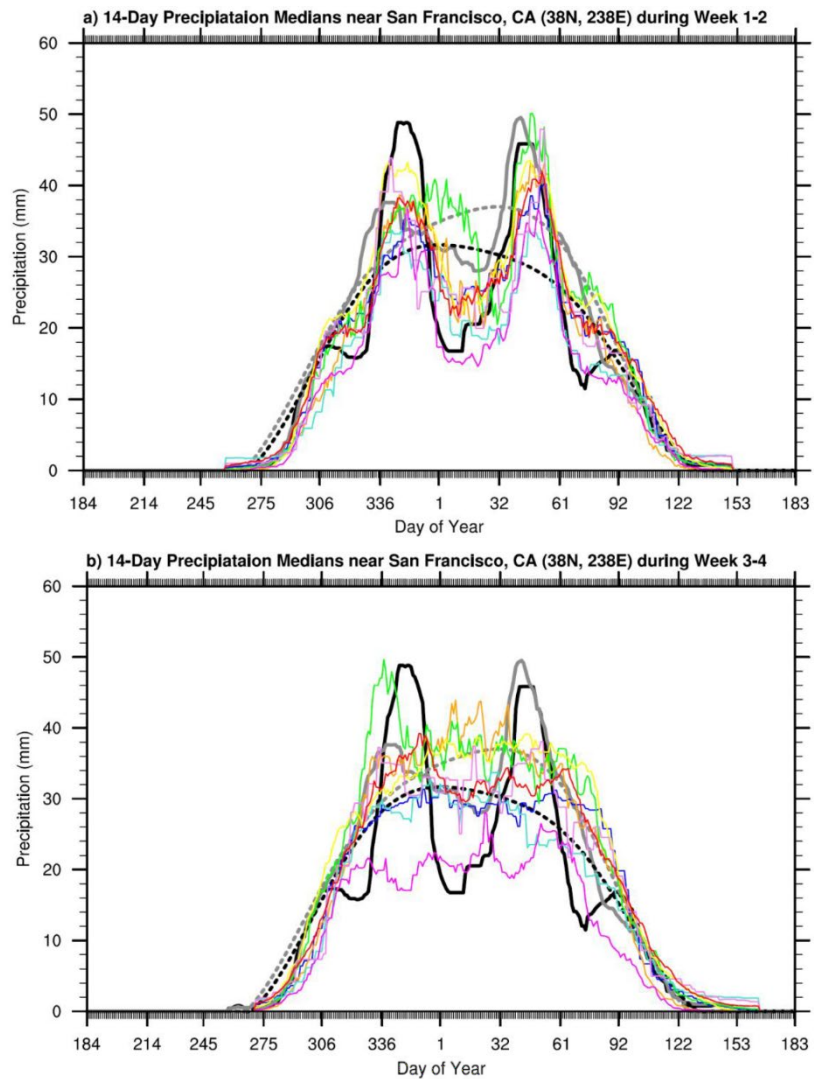 a) 14-Day Precipiataion Medians near San Francisco, CA (38N, 238E) during Week 1-2
60
50
40
30
20
10
0
Precipitation (mm)
184 214 245 275 306 336 1 32 61 92 122 153 183
Day of Year
b) 14-Day Precipiataion Medians near San Francisco, CA (38N, 238E) during Week 3-4
60
50
40
30
20
10
0
Precipitation (mm)
184 214 245 275 306 336 1 32 61 92 122 153 183
Day of Year